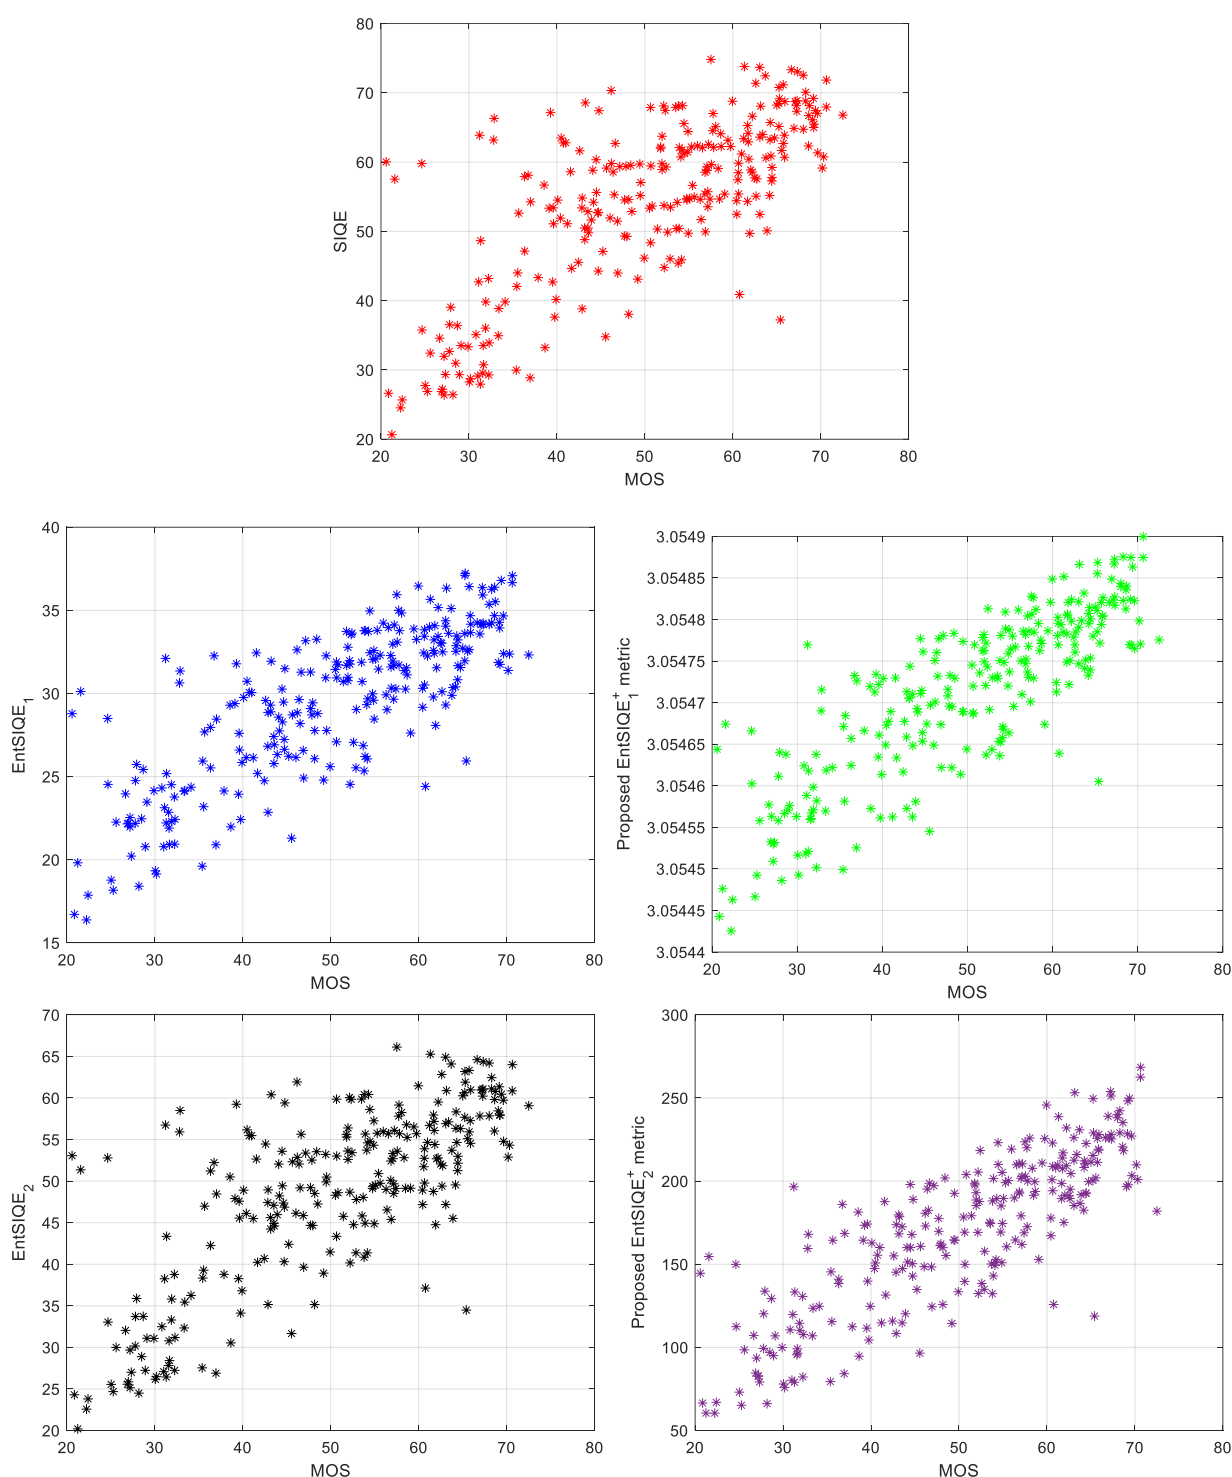 80
70
60
50
40
30
20
SIQE
20 30 40 50 60 70 80
MOS
40
35
30
25
20
15
EntSIQE1
20 30 40 50 60 70 80
MOS
3.0549
3.05485
3.0548
3.05475
3.0547
3.05465
3.0546
3.05455
3.0545
3.05445
3.0544
Proposed EntSIQE1+ metric
20 30 40 50 60 70 80
MOS
70
65
60
55
50
45
40
35
30
25
20
EntSIQE2
20 30 40 50 60 70 80
MOS
300
250
200
150
100
50
Proposed EntSIQE2+ metric
20 30 40 50 60 70 80
MOS